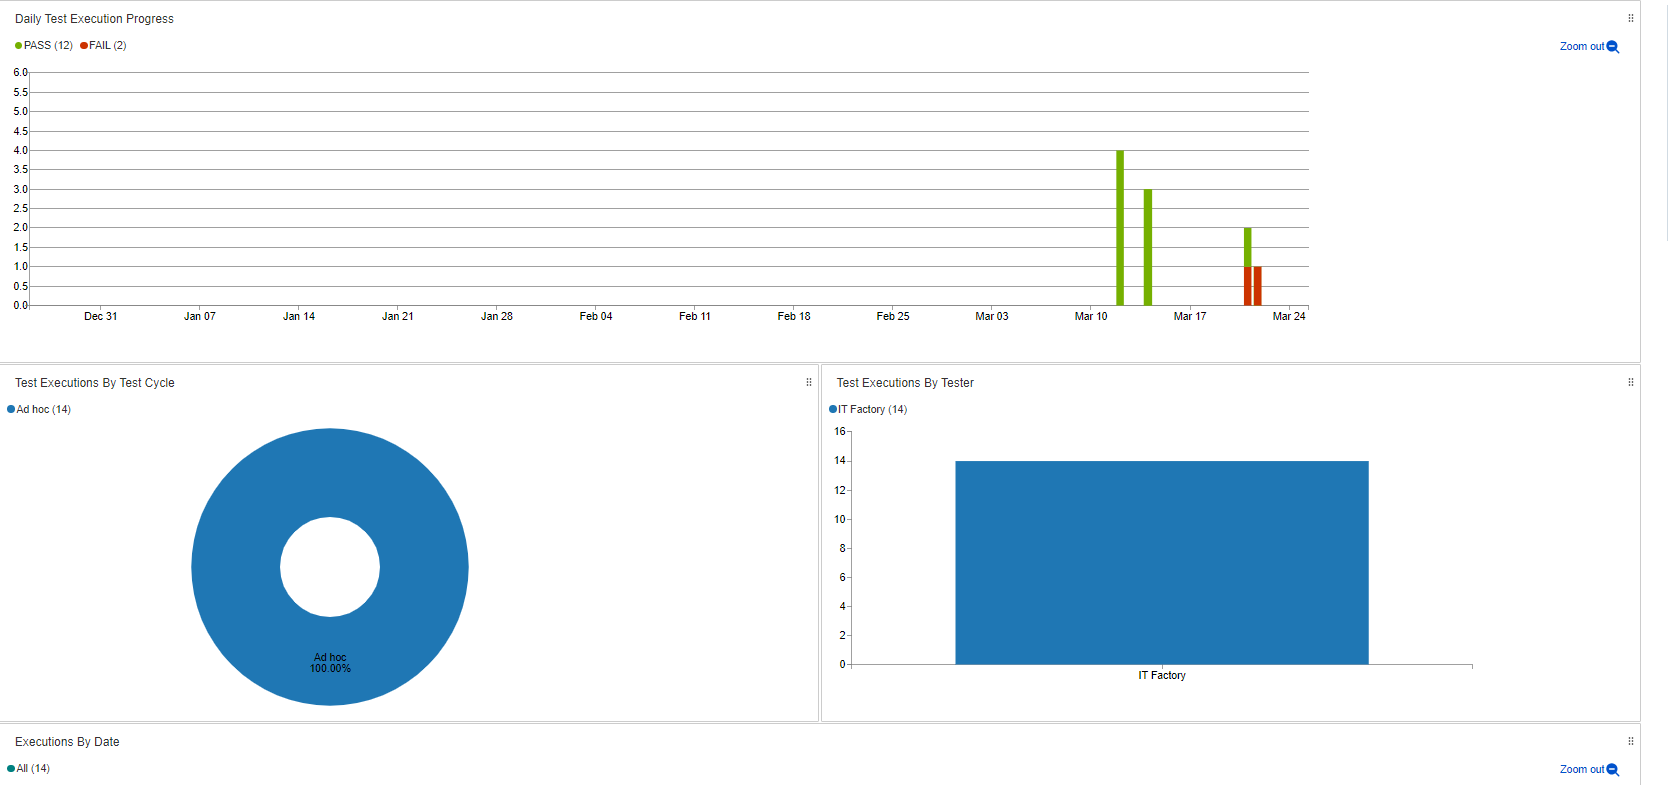 Daily Test Execution Progress
PASS (12) FAIL (2)
Zoom out
6.0
5.5
5.0
4.5
4.0
3.5
3.0
2.5
2.0
1.5
1.0
0.5
0.0
Dec 31 Jan 07 Jan 14 Jan 21 Jan 28 Feb 04 Feb 11 Feb 18 Feb 25 Mar 03 Mar 10 Mar 17 Mar 24
Test Executions By Test Cycle
Ad hoc (14)
Ad hoc
100.00%
Test Executions By Tester
IT Factory (14)
16
14
12
10
8
6
4
2
0
IT Factory
Executions By Date
All (14)
Zoom out